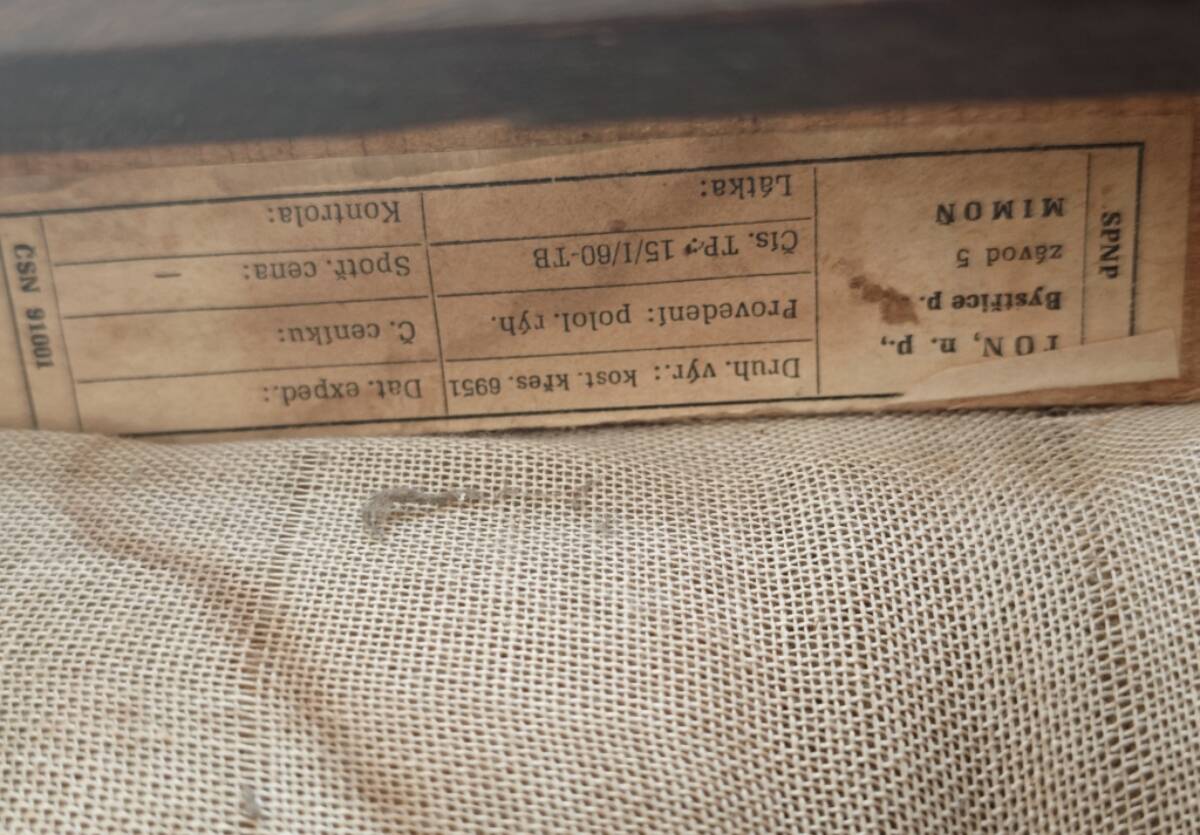 SPNP
TON, n. p.,
Bystřice p.
závod 5
MIMOŇ
Druh. výr.: kost. křes. 6951
Provedení: polol. rýh.
Čís. TP.: 15/I/60-TB
Látka:
Dat. exped.:
Č. ceníku:
Spotř. cena: —
Kontrola:
ČSN 91001